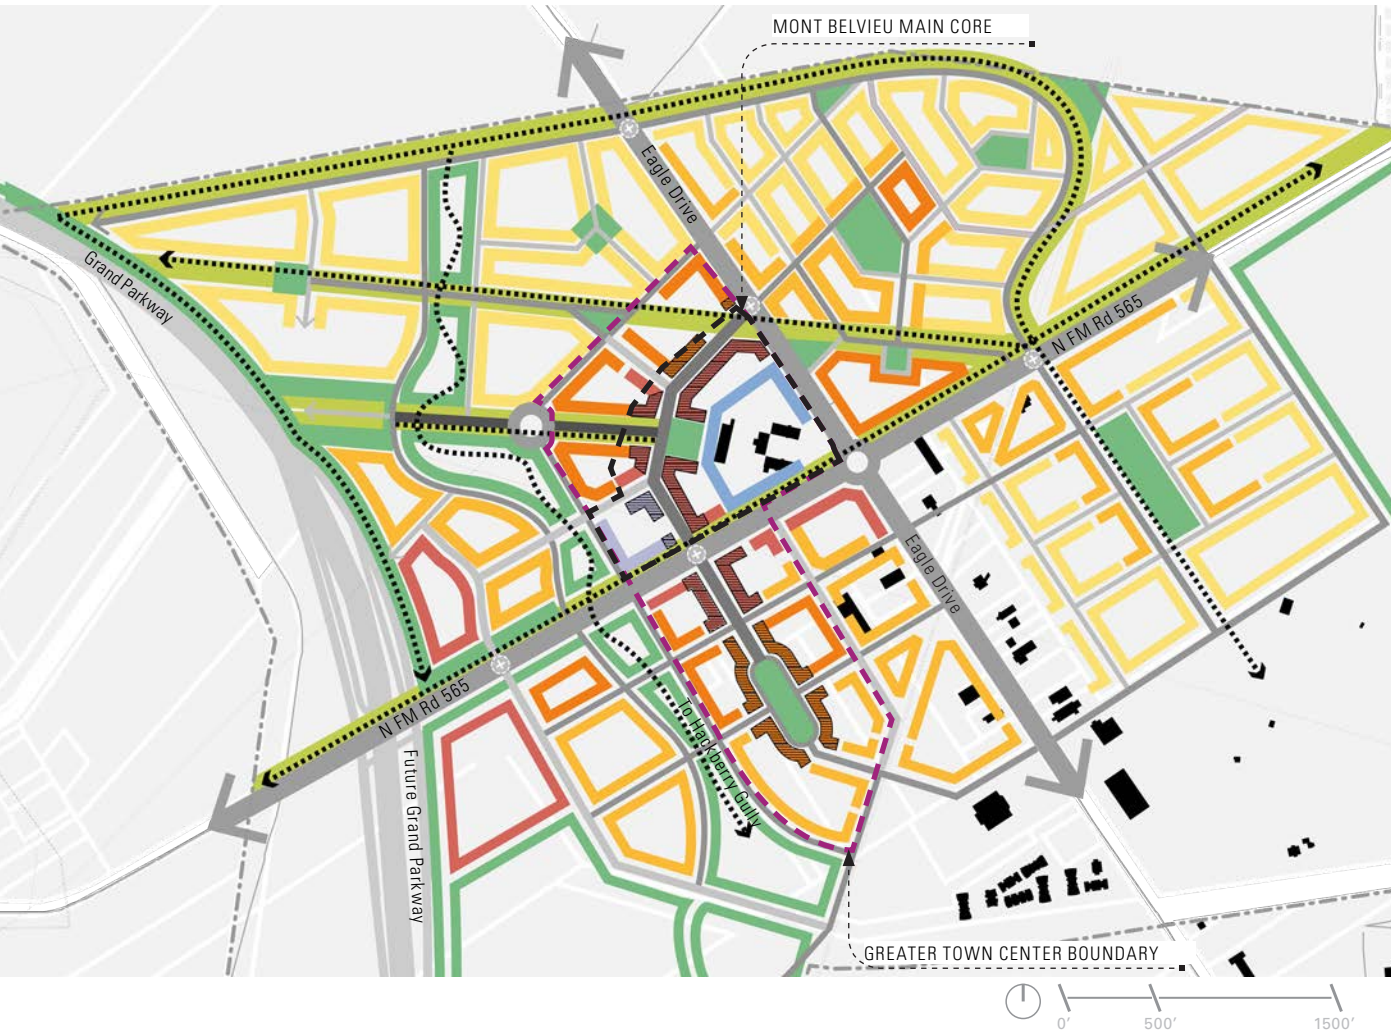 MONT BELVIEU MAIN CORE
Eagle Drive
Grand Parkway
N FM Rd 565
Eagle Drive
N FM Rd 565
To Hackberry Gully
Future Grand Parkway
GREATER TOWN CENTER BOUNDARY
0' 500' 1500'